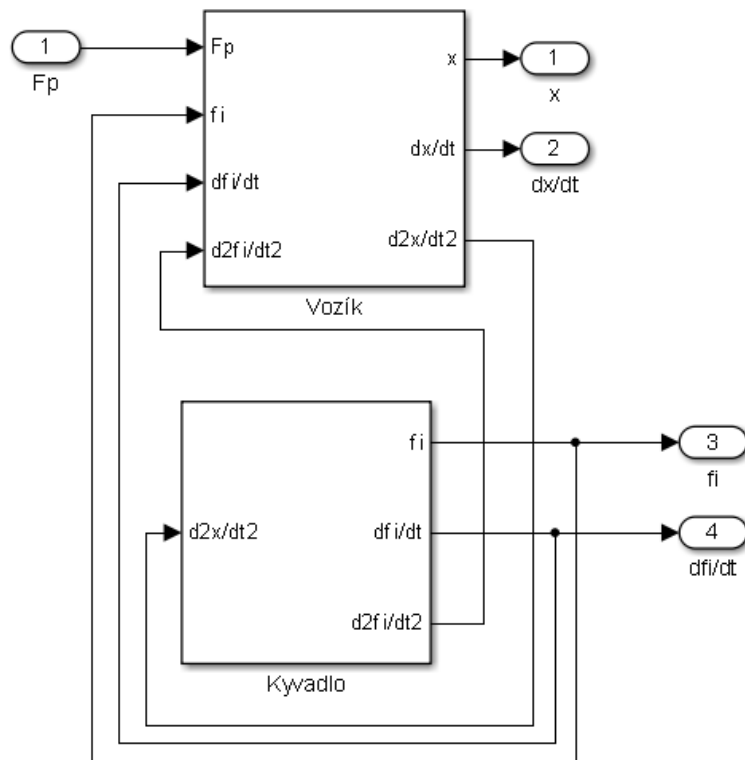 1
Fp
Fp
fi
dfi/dt
d2fi/dt2
x
dx/dt
d2x/dt2
Vozík
1
x
2
dx/dt
d2x/dt2
fi
dfi/dt
d2fi/dt2
Kyvadlo
3
fi
4
dfi/dt